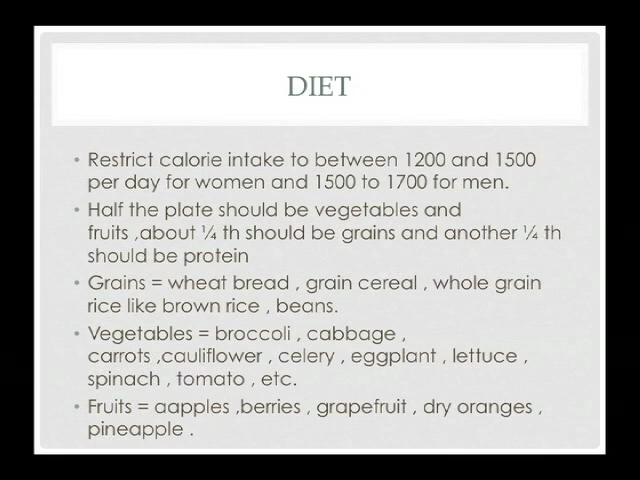 DIET
• Restrict calorie intake to between 1200 and 1500
per day for women and 1500 to 1700 for men.
• Half the plate should be vegetables and
fruits ,about ¼ th should be grains and another ¼ th
should be protein
• Grains = wheat bread , grain cereal , whole grain
rice like brown rice , beans.
• Vegetables = broccoli , cabbage ,
carrots ,cauliflower , celery , eggplant , lettuce ,
spinach , tomato , etc.
• Fruits = aapples ,berries , grapefruit , dry oranges ,
pineapple .